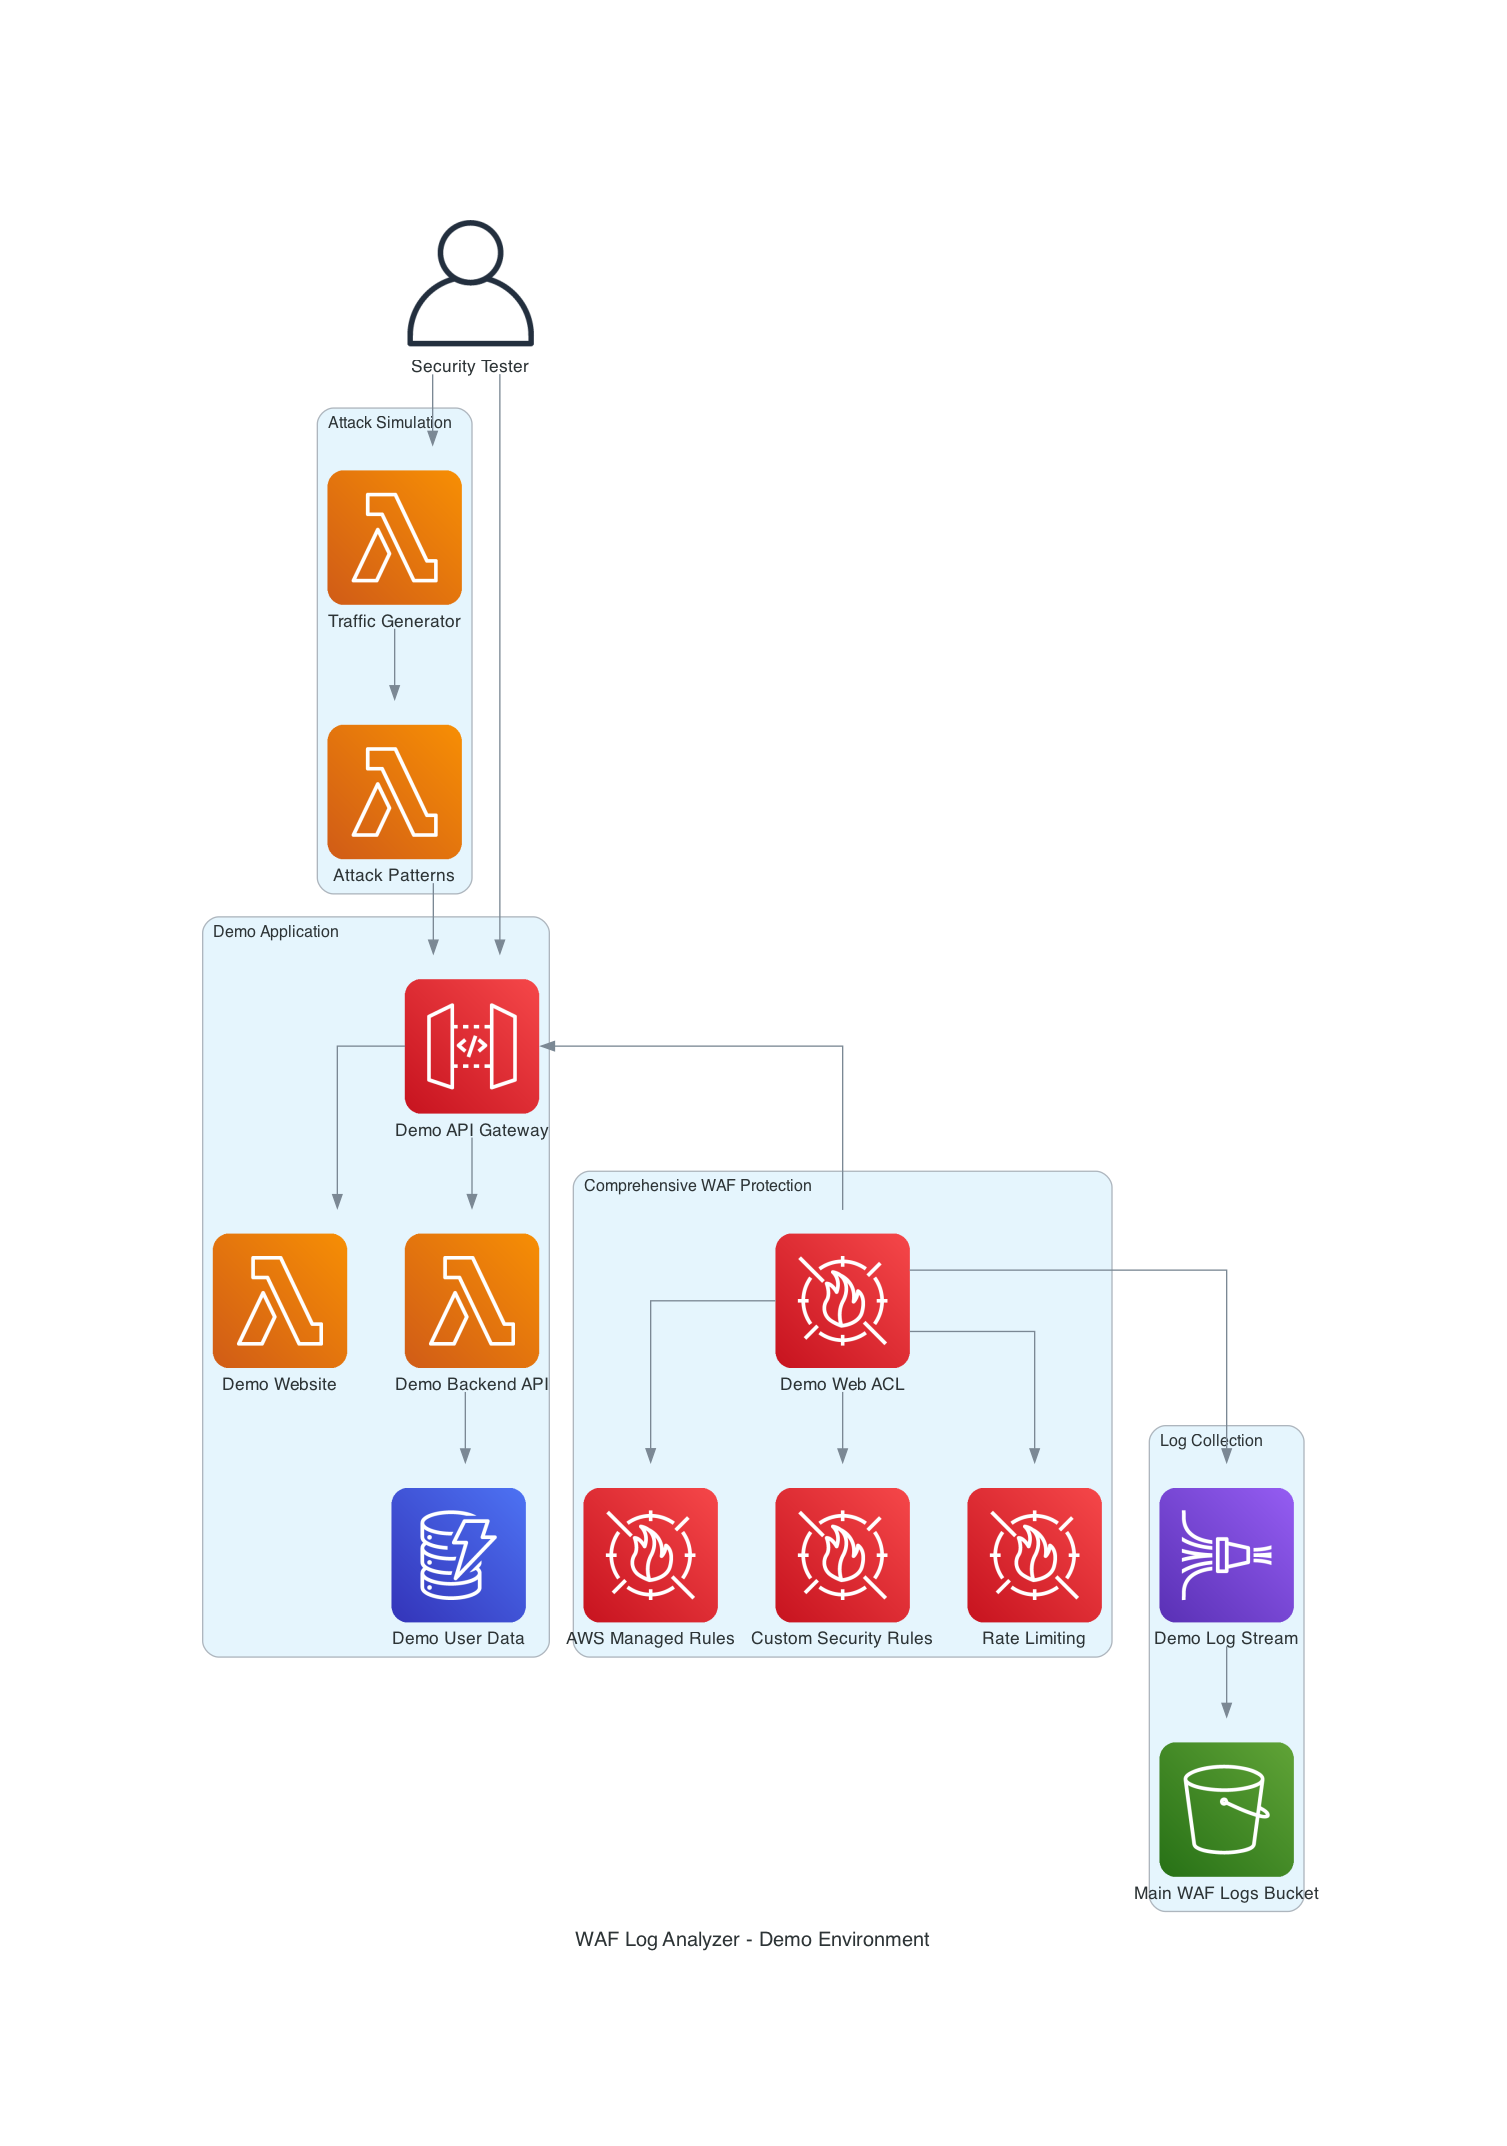 Security Tester
Attack Simulation
Traffic Generator
Attack Patterns
Demo Application
Demo API Gateway
Comprehensive WAF Protection
Demo Website
Demo Backend API
Demo Web ACL
Log Collection
Demo User Data
AWS Managed Rules
Custom Security Rules
Rate Limiting
Demo Log Stream
Main WAF Logs Bucket
WAF Log Analyzer - Demo Environment